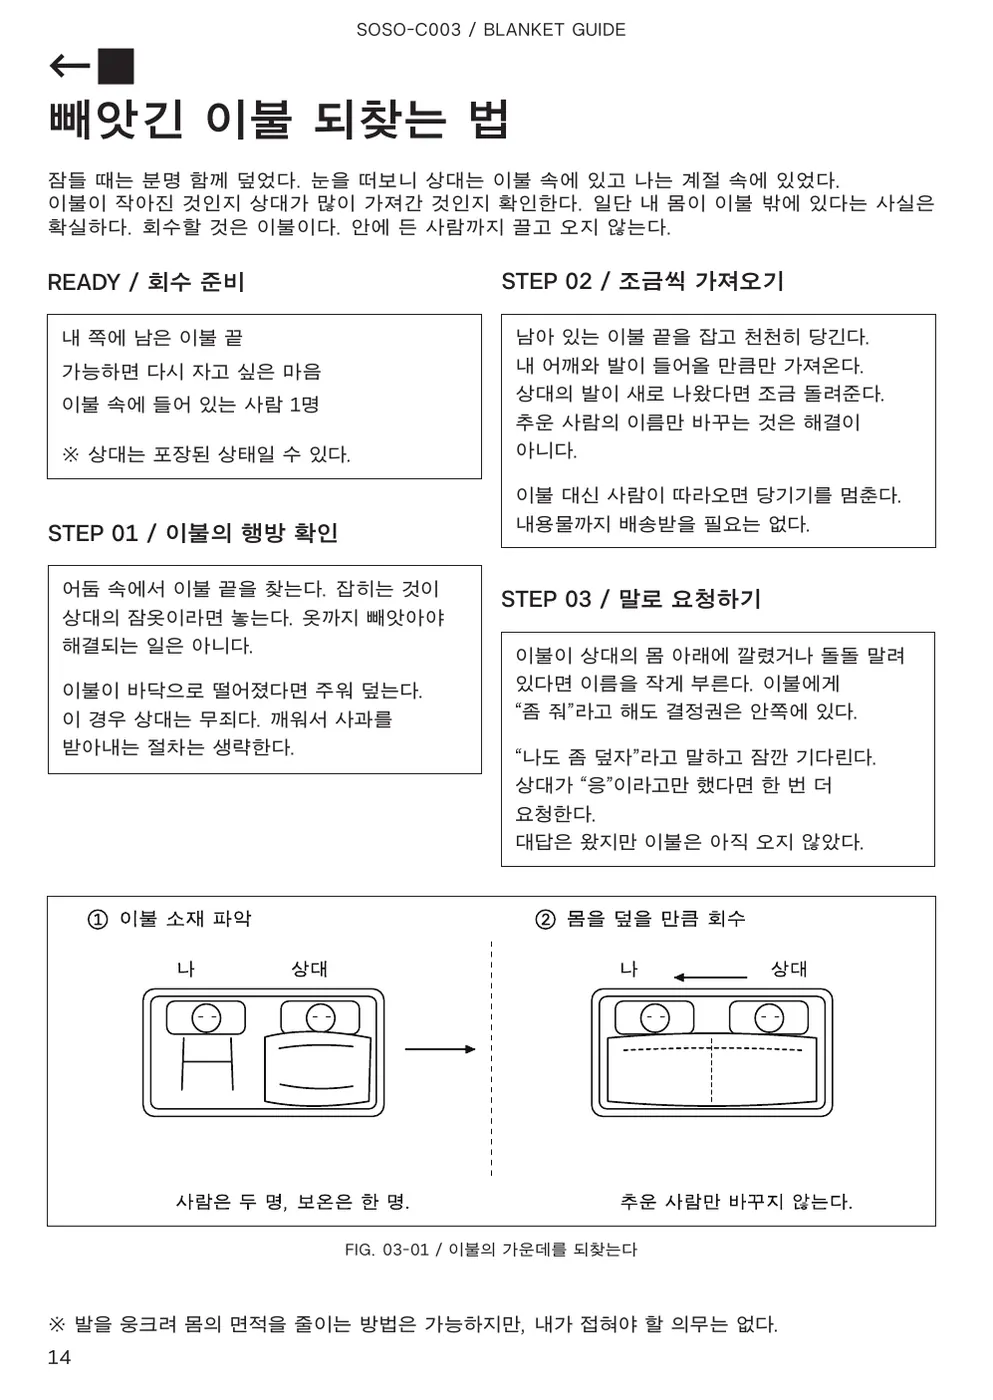 SOSO-C003 / BLANKET GUIDE
←■
빼앗긴 이불 되찾는 법
잠들 때는 분명 함께 덮었다. 눈을 떠보니 상대는 이불 속에 있고 나는 계절 속에 있었다.
이불이 작아진 것인지 상대가 많이 가져간 것인지 확인한다. 일단 내 몸이 이불 밖에 있다는 사실은
확실하다. 회수할 것은 이불이다. 안에 든 사람까지 끌고 오지 않는다.
READY / 회수 준비
내 쪽에 남은 이불 끝
가능하면 다시 자고 싶은 마음
이불 속에 들어 있는 사람 1명
※ 상대는 포장된 상태일 수 있다.
STEP 01 / 이불의 행방 확인
어둠 속에서 이불 끝을 찾는다. 잡히는 것이
상대의 잠옷이라면 놓는다. 옷까지 빼앗아야
해결되는 일은 아니다.
이불이 바닥으로 떨어졌다면 주워 덮는다.
이 경우 상대는 무죄다. 깨워서 사과를
받아내는 절차는 생략한다.
STEP 02 / 조금씩 가져오기
남아 있는 이불 끝을 잡고 천천히 당긴다.
내 어깨와 발이 들어올 만큼만 가져온다.
상대의 발이 새로 나왔다면 조금 돌려준다.
추운 사람의 이름만 바꾸는 것은 해결이
아니다.
이불 대신 사람이 따라오면 당기기를 멈춘다.
내용물까지 배송받을 필요는 없다.
STEP 03 / 말로 요청하기
이불이 상대의 몸 아래에 깔렸거나 돌돌 말려
있다면 이름을 작게 부른다. 이불에게
“좀 줘”라고 해도 결정권은 안쪽에 있다.
“나도 좀 덮자”라고 말하고 잠깐 기다린다.
상대가 “응”이라고만 했다면 한 번 더
요청한다.
대답은 왔지만 이불은 아직 오지 않았다.
① 이불 소재 파악
나 상대
사람은 두 명, 보온은 한 명.
② 몸을 덮을 만큼 회수
나 상대
추운 사람만 바꾸지 않는다.
FIG. 03-01 / 이불의 가운데를 되찾는다
※ 발을 웅크려 몸의 면적을 줄이는 방법은 가능하지만, 내가 접혀야 할 의무는 없다.
14